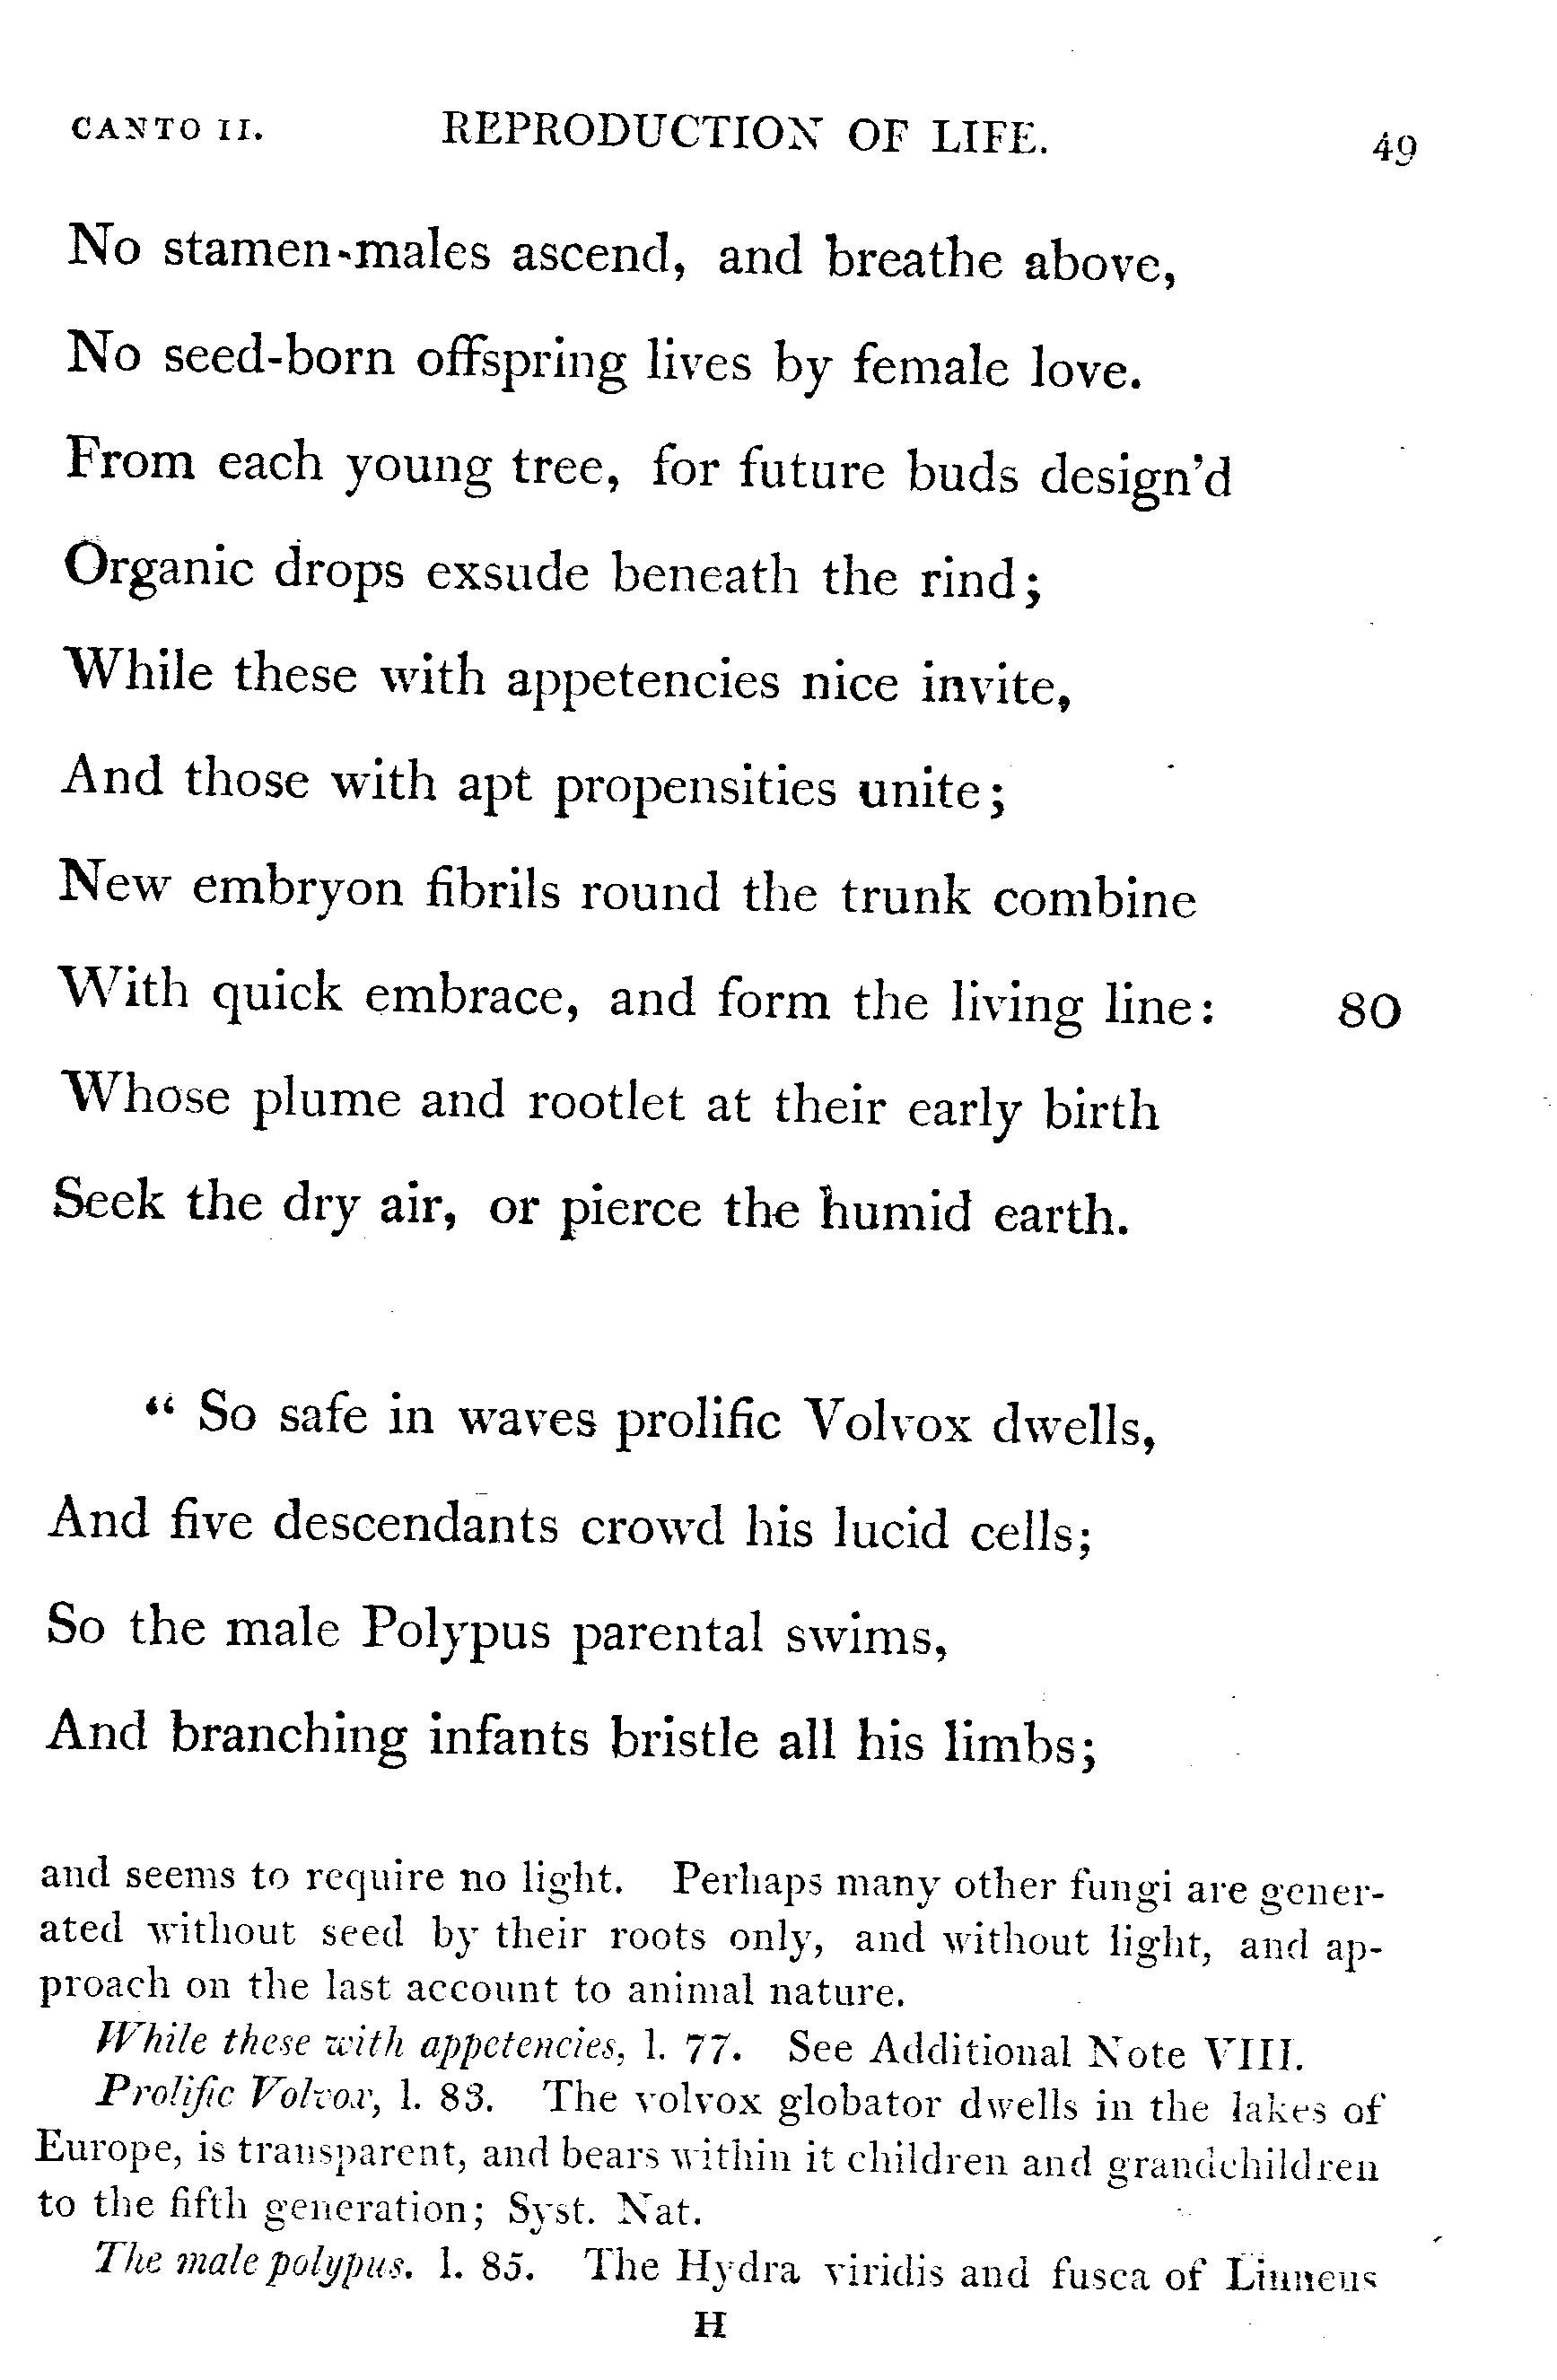 CANTO II. REPRODUCTION OF LIFE. 49
No stamen-males ascend, and breathe above,
No seed-born offspring lives by female love.
From each young tree, for future buds design'd
Organic drops exsude beneath the rind;
While these with appetencies nice invite,
And those with apt propensities unite;
New embryon fibrils round the trunk combine
With quick embrace, and form the living line: 80
Whose plume and rootlet at their early birth
Seek the dry air, or pierce the humid earth.
“ So safe in waves prolific Volvox dwells,
And five descendants crowd his lucid cells;
So the male Polypus parental swims,
And branching infants bristle all his limbs;
and seems to require no light. Perhaps many other fungi are gener-
ated without seed by their roots only, and without light, and ap-
proach on the last account to animal nature.
While these with appetencies, l. 77. See Additional Note VIII.
Prolific Volvox, l. 83. The volvox globator dwells in the lakes of
Europe, is transparent, and bears within it children and grandchildren
to the fifth generation; Syst. Nat.
The male polypus. l. 85. The Hydra viridis and fusca of Linneus
H